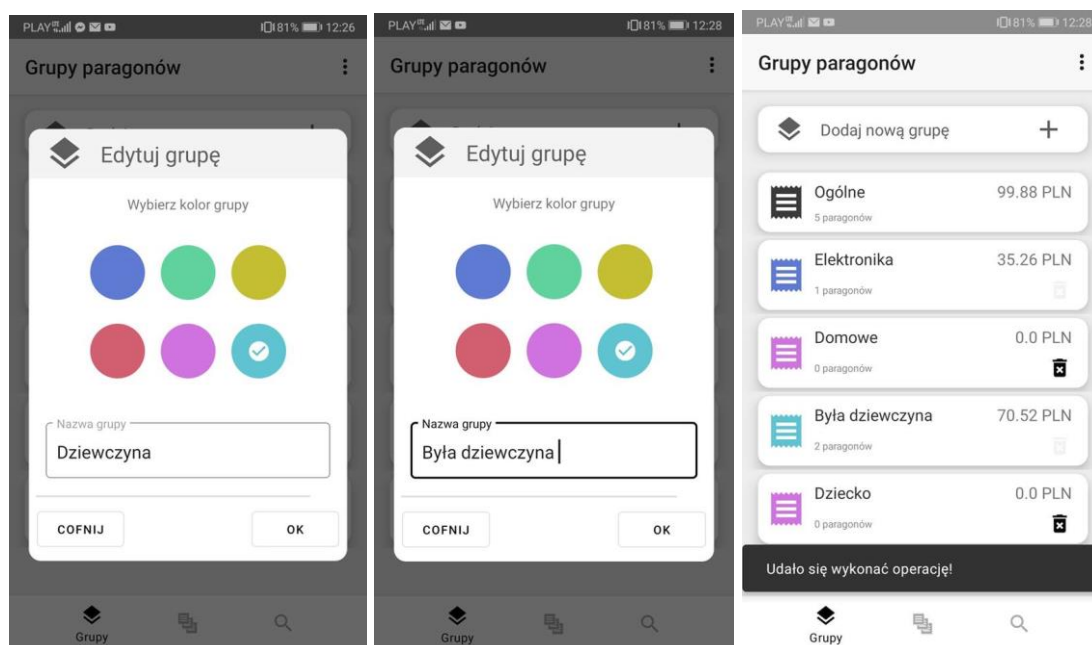 PLAY 81% 12:26
Grupy paragonów
Edytuj grupę
Wybierz kolor grupy
Nazwa grupy
Dziewczyna
COFNIJ OK
Grupy
PLAY 81% 12:28
Grupy paragonów
Edytuj grupę
Wybierz kolor grupy
Nazwa grupy
Była dziewczyna
COFNIJ OK
Grupy
PLAY 81% 12:28
Grupy paragonów
Dodaj nową grupę
Ogólne 99.88 PLN
5 paragonów
Elektronika 35.26 PLN
1 paragonów
Domowe 0.0 PLN
0 paragonów
Była dziewczyna 70.52 PLN
2 paragonów
Dziecko 0.0 PLN
0 paragonów
Udało się wykonać operację!
Grupy